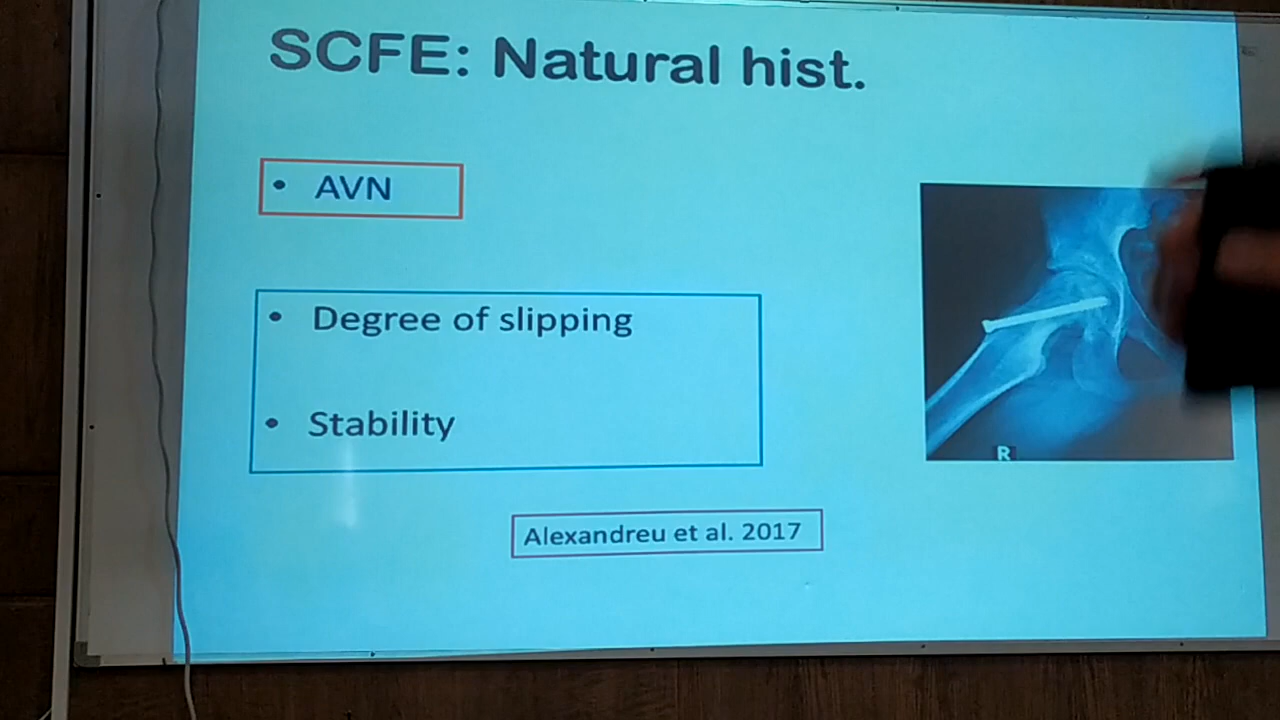 SCFE: Natural hist.
• AVN
• Degree of slipping
• Stability
Alexandreu et al. 2017
R